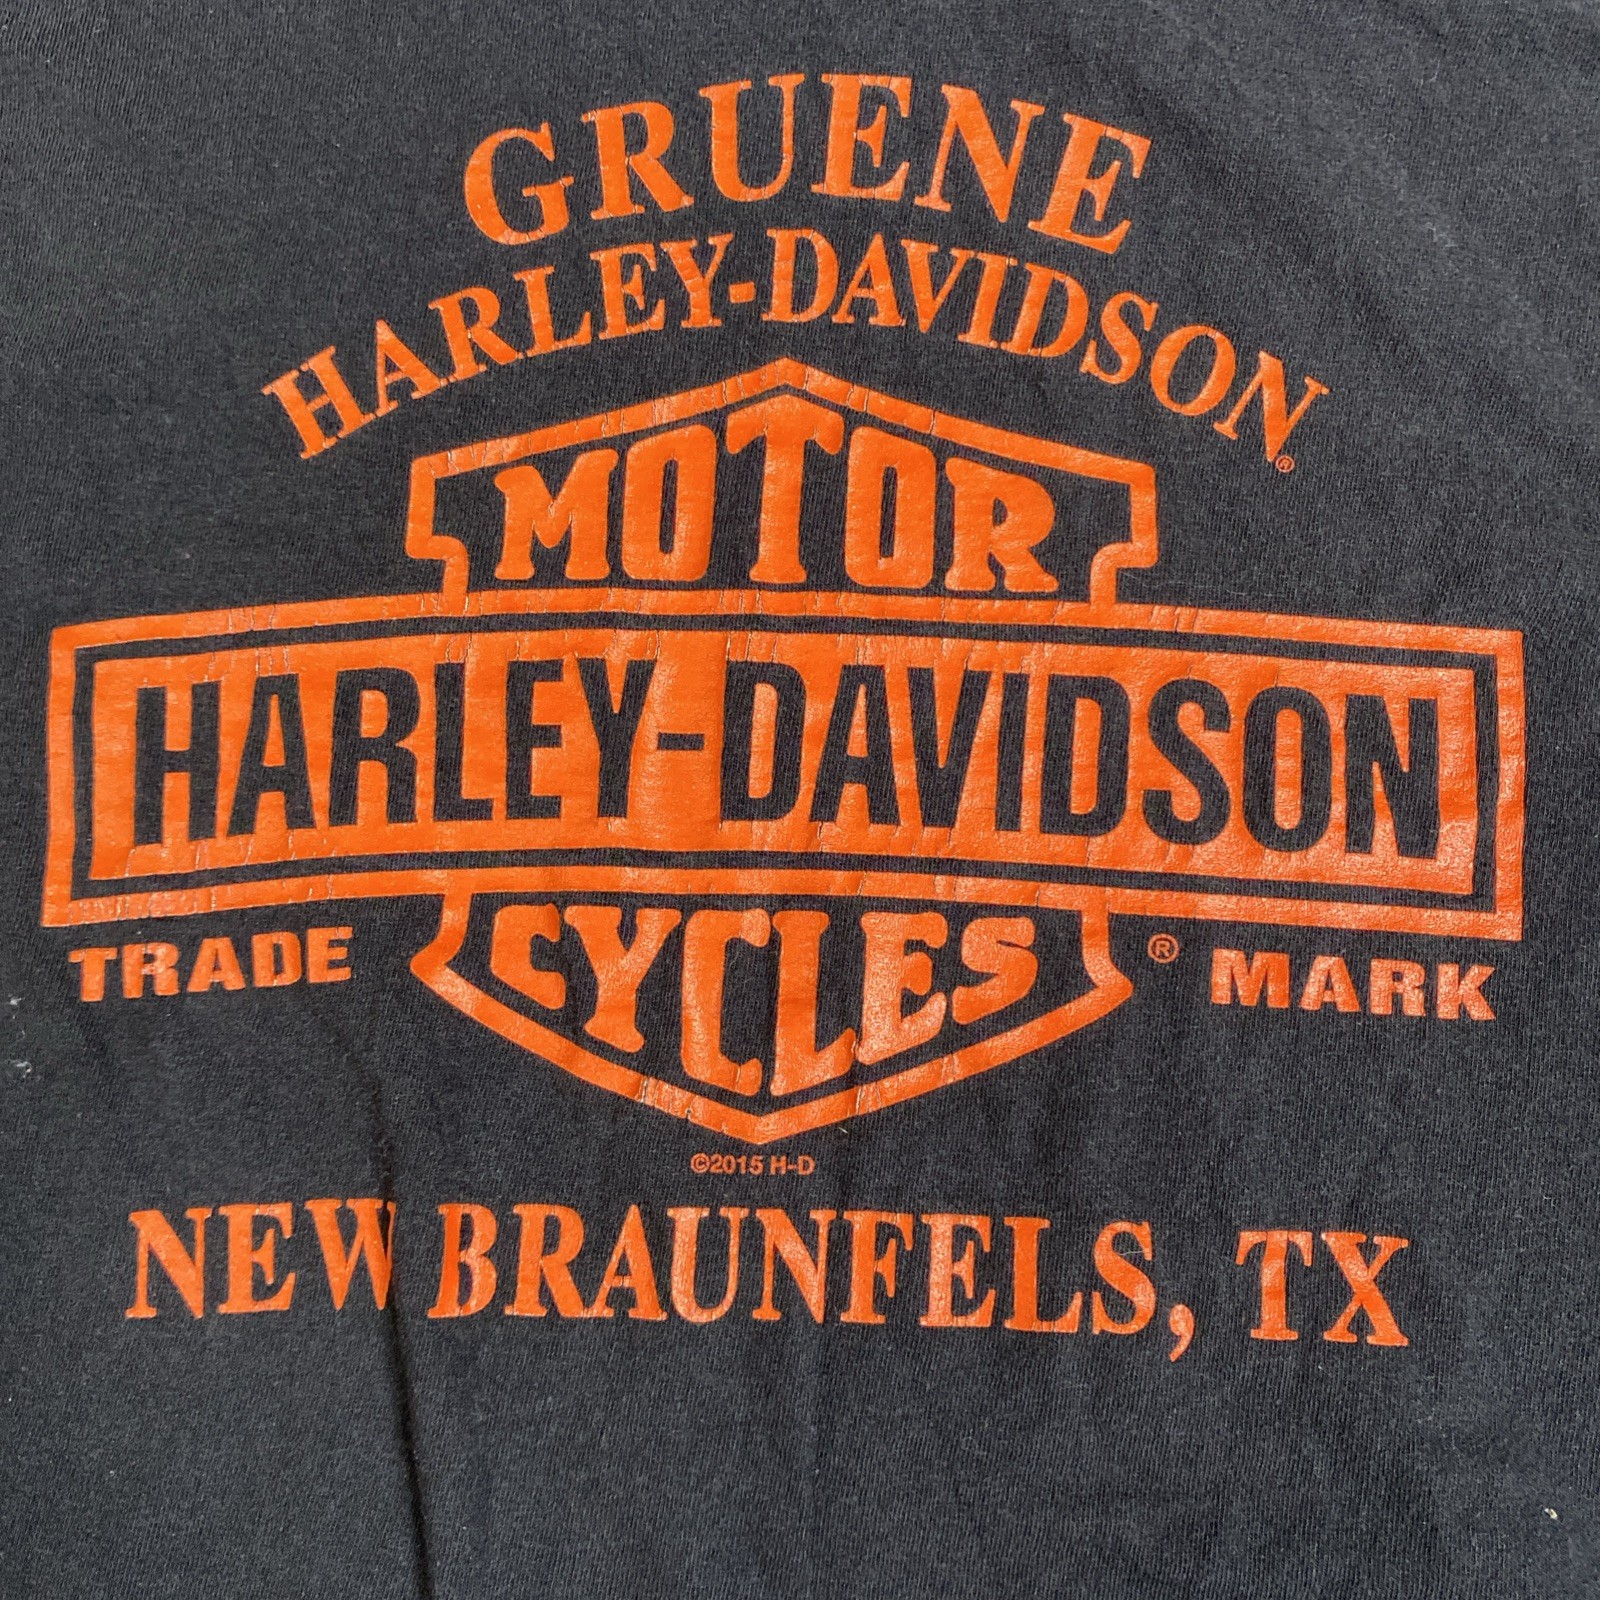 GRUENE
HARLEY-DAVIDSON®
MOTOR
HARLEY-DAVIDSON
CYCLES
TRADE ® MARK
©2015 H-D
NEW BRAUNFELS, TX